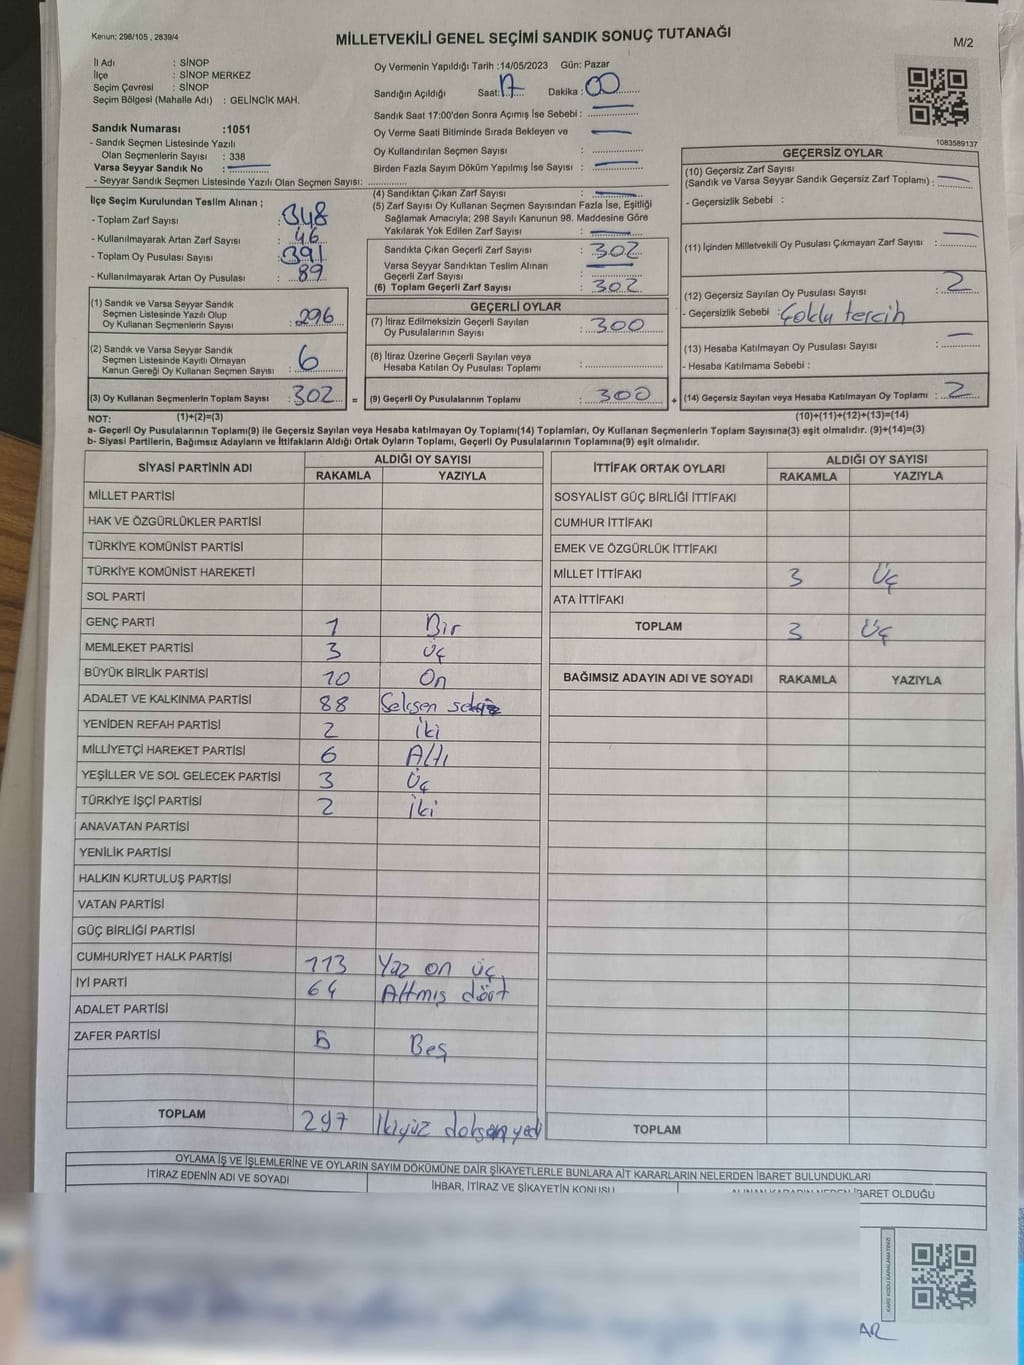 Kanun: 298/105 , 2839/4
MİLLETVEKİLİ GENEL SEÇİMİ SANDIK SONUÇ TUTANAĞI
M/2
İl Adı : SİNOP
İlçe : SİNOP MERKEZ
Seçim Çevresi : SİNOP
Seçim Bölgesi (Mahalle Adı) : GELİNCİK MAH.
Sandık Numarası :1051
- Sandık Seçmen Listesinde Yazılı
Olan Seçmenlerin Sayısı : 338
Varsa Seyyar Sandık No :
- Seyyar Sandık Seçmen Listesinde Yazılı Olan Seçmen Sayısı:
Oy Vermenin Yapıldığı Tarih :14/05/2023 Gün: Pazar
Sandığın Açıldığı Saat: 17 Dakika : 00
Sandık Saat 17:00'den Sonra Açımış İse Sebebi :
Oy Verme Saati Bitiminde Sırada Bekleyen ve
Oy Kullandırılan Seçmen Sayısı :
Birden Fazla Sayım Döküm Yapılmış İse Sayısı :
1083589137
İlçe Seçim Kurulundan Teslim Alınan ;
- Toplam Zarf Sayısı : 348
- Kullanılmayarak Artan Zarf Sayısı : 46
- Toplam Oy Pusulası Sayısı : 391
- Kullanılmayarak Artan Oy Pusulası : 89
(4) Sandıktan Çıkan Zarf Sayısı :
(5) Zarf Sayısı Oy Kullanan Seçmen Sayısından Fazla İse, Eşitliği
Sağlamak Amacıyla; 298 Sayılı Kanunun 98. Maddesine Göre
Yakılarak Yok Edilen Zarf Sayısı :
Sandıkta Çıkan Geçerli Zarf Sayısı : 302
Varsa Seyyar Sandıktan Teslim Alınan
Geçerli Zarf Sayısı :
(6) Toplam Geçerli Zarf Sayısı : 302
GEÇERSİZ OYLAR
(10) Geçersiz Zarf Sayısı
(Sandık ve Varsa Seyyar Sandık Geçersiz Zarf Toplamı) :
- Geçersizlik Sebebi :
(11) İçinden Milletvekili Oy Pusulası Çıkmayan Zarf Sayısı :
(12) Geçersiz Sayılan Oy Pusulası Sayısı : 2
- Geçersizlik Sebebi : Çoklu tercih
(13) Hesaba Katılmayan Oy Pusulası Sayısı :
- Hesaba Katılmama Sebebi :
(14) Geçersiz Sayılan veya Hesaba Katılmayan Oy Toplamı : 2
(1) Sandık ve Varsa Seyyar Sandık
Seçmen Listesinde Yazılı Olup
Oy Kullanan Seçmenlerin Sayısı : 296
(2) Sandık ve Varsa Seyyar Sandık
Seçmen Listesinde Kayıtlı Olmayan
Kanun Gereği Oy Kullanan Seçmen Sayısı : 6
(3) Oy Kullanan Seçmenlerin Toplam Sayısı : 302 =
GEÇERLİ OYLAR
(7) İtiraz Edilmeksizin Geçerli Sayılan
Oy Pusulalarının Sayısı : 300
(8) İtiraz Üzerine Geçerli Sayılan veya
Hesaba Katılan Oy Pusulası Toplamı :
(9) Geçerli Oy Pusulalarının Toplamı : 300 +
NOT: (1)+(2)=(3)
(10)+(11)+(12)+(13)=(14)
a- Geçerli Oy Pusulalarının Toplamı(9) ile Geçersiz Sayılan veya Hesaba katılmayan Oy Toplamı(14) Toplamları, Oy Kullanan Seçmenlerin Toplam Sayısına(3) eşit olmalıdır. (9)+(14)=(3)
b- Siyasi Partilerin, Bağımsız Adayların ve İttifakların Aldığı Ortak Oyların Toplamı, Geçerli Oy Pusulalarının Toplamına(9) eşit olmalıdır.
SİYASİ PARTİNİN ADI ALDIĞI OY SAYISI
RAKAMLA YAZIYLA
MİLLET PARTİSİ
HAK VE ÖZGÜRLÜKLER PARTİSİ
TÜRKİYE KOMÜNİST PARTİSİ
TÜRKİYE KOMÜNİST HAREKETİ
SOL PARTİ
GENÇ PARTİ 1 Bir
MEMLEKET PARTİSİ 3 Üç
BÜYÜK BİRLİK PARTİSİ 10 On
ADALET VE KALKINMA PARTİSİ 88 Seksen sekiz
YENİDEN REFAH PARTİSİ 2 İki
MİLLİYETÇİ HAREKET PARTİSİ 6 Altı
YEŞİLLER VE SOL GELECEK PARTİSİ 3 Üç
TÜRKİYE İŞÇİ PARTİSİ 2 İki
ANAVATAN PARTİSİ
YENİLİK PARTİSİ
HALKIN KURTULUŞ PARTİSİ
VATAN PARTİSİ
GÜÇ BİRLİĞİ PARTİSİ
CUMHURİYET HALK PARTİSİ 113 Yüz on üç
İYİ PARTİ 64 Altmış dört
ADALET PARTİSİ
ZAFER PARTİSİ 5 Beş
TOPLAM 297 İkiyüz doksanyedi
İTTİFAK ORTAK OYLARI ALDIĞI OY SAYISI
RAKAMLA YAZIYLA
SOSYALİST GÜÇ BİRLİĞİ İTTİFAKI
CUMHUR İTTİFAKI
EMEK VE ÖZGÜRLÜK İTTİFAKI
MİLLET İTTİFAKI 3 Üç
ATA İTTİFAKI
TOPLAM 3 Üç
BAĞIMSIZ ADAYIN ADI VE SOYADI RAKAMLA YAZIYLA
TOPLAM
OYLAMA İŞ VE İŞLEMLERİNE VE OYLARIN SAYIM DÖKÜMÜNE DAİR ŞİKAYETLERLE BUNLARA AİT KARARLARIN NELERDEN İBARET BULUNDUKLARI
İTİRAZ EDENİN ADI VE SOYADI
İHBAR, İTİRAZ VE ŞİKAYETİN KONUSU
ALINAN KARARIN NEDEN İBARET OLDUĞU
KARE KODU KARALAMAYINIZ
AR